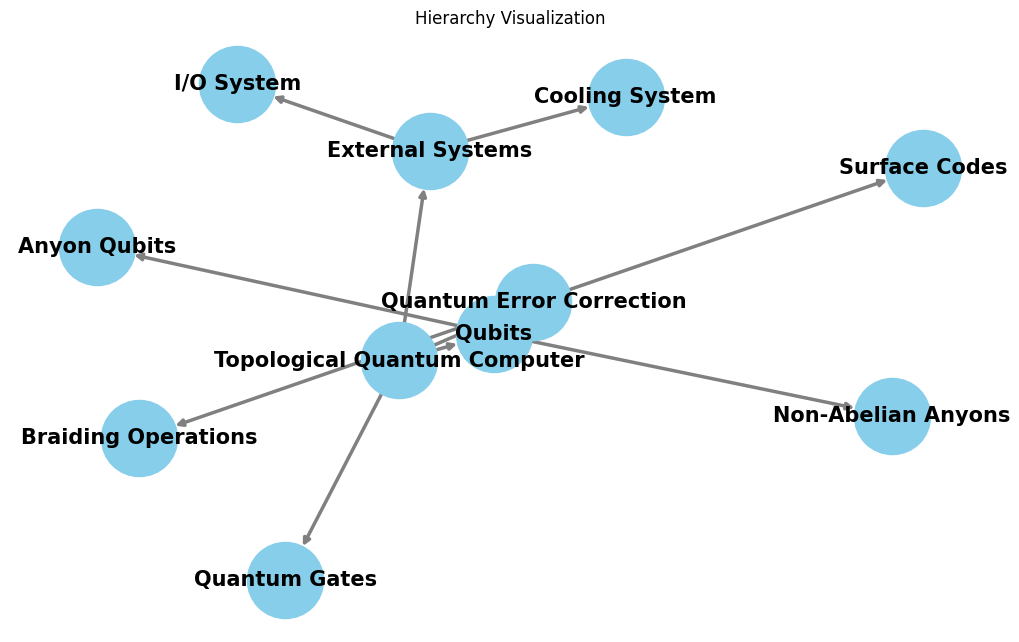 Hierarchy Visualization
I/O System
Cooling System
External Systems
Surface Codes
Anyon Qubits
Quantum Error Correction
Qubits
Topological Quantum Computer
Non-Abelian Anyons
Braiding Operations
Quantum Gates